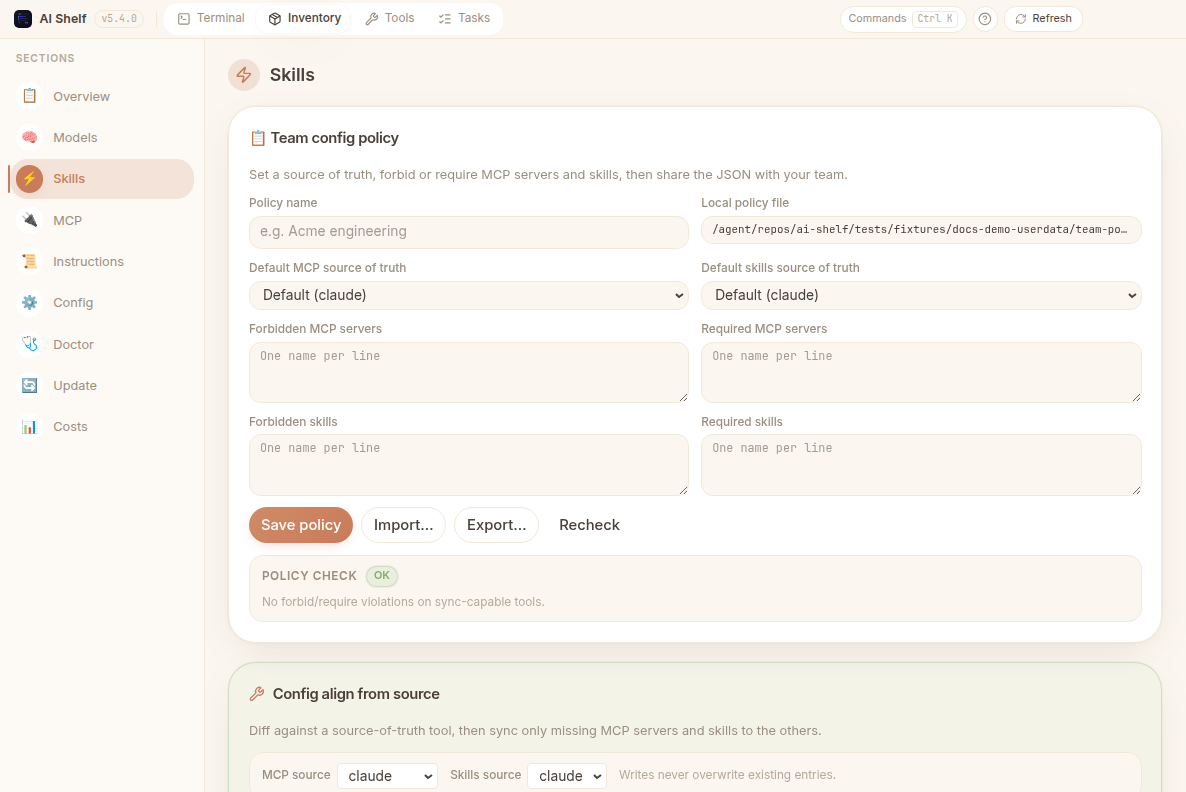 AI Shelf v5.4.0 Terminal Inventory Tools Tasks Commands Ctrl K Refresh
SECTIONS
Overview
Models
Skills
MCP
Instructions
Config
Doctor
Update
Costs
Skills
Team config policy
Set a source of truth, forbid or require MCP servers and skills, then share the JSON with your team.
Policy name Local policy file
e.g. Acme engineering /agent/repos/ai-shelf/tests/fixtures/docs-demo-userdata/team-po…
Default MCP source of truth Default skills source of truth
Default (claude) Default (claude)
Forbidden MCP servers Required MCP servers
One name per line One name per line
Forbidden skills Required skills
One name per line One name per line
Save policy Import… Export… Recheck
POLICY CHECK OK
No forbid/require violations on sync-capable tools.
Config align from source
Diff against a source-of-truth tool, then sync only missing MCP servers and skills to the others.
MCP source claude Skills source claude Writes never overwrite existing entries.